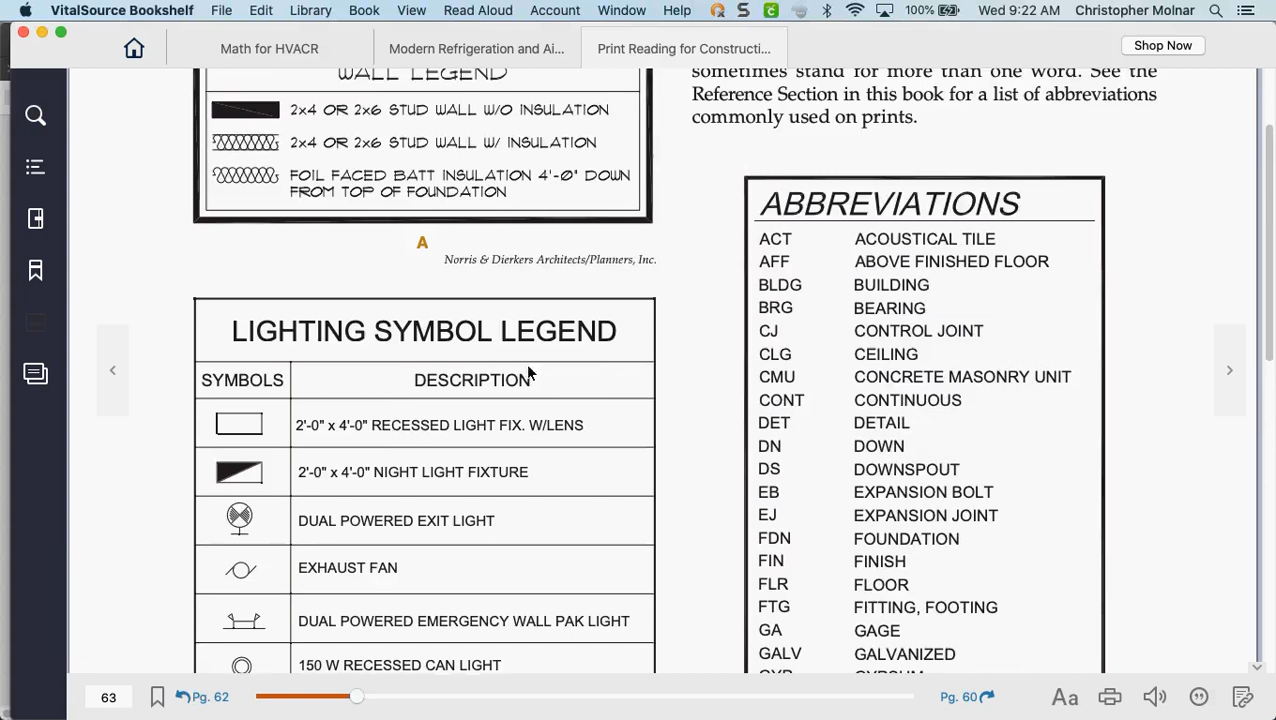 VitalSource Bookshelf File Edit Library Book View Read Aloud Account Window Help 100% Wed 9:22 AM Christopher Molnar
Math for HVACR Modern Refrigeration and Ai... Print Reading for Constructi... Shop Now
WALL LEGEND
2x4 OR 2x6 STUD WALL W/O INSULATION
2x4 OR 2x6 STUD WALL W/ INSULATION
FOIL FACED BATT INSULATION 4'-0" DOWN
FROM TOP OF FOUNDATION
A
Norris & Dierkers Architects/Planners, Inc.
LIGHTING SYMBOL LEGEND
SYMBOLS DESCRIPTION
2'-0" x 4'-0" RECESSED LIGHT FIX. W/LENS
2'-0" x 4'-0" NIGHT LIGHT FIXTURE
DUAL POWERED EXIT LIGHT
EXHAUST FAN
DUAL POWERED EMERGENCY WALL PAK LIGHT
150 W RECESSED CAN LIGHT
sometimes stand for more than one word. See the
Reference Section in this book for a list of abbreviations
commonly used on prints.
ABBREVIATIONS
ACT ACOUSTICAL TILE
AFF ABOVE FINISHED FLOOR
BLDG BUILDING
BRG BEARING
CJ CONTROL JOINT
CLG CEILING
CMU CONCRETE MASONRY UNIT
CONT CONTINUOUS
DET DETAIL
DN DOWN
DS DOWNSPOUT
EB EXPANSION BOLT
EJ EXPANSION JOINT
FDN FOUNDATION
FIN FINISH
FLR FLOOR
FTG FITTING, FOOTING
GA GAGE
GALV GALVANIZED
63 Pg. 62 Pg. 60 Aa